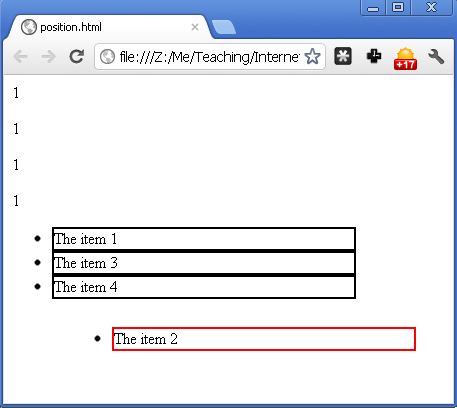 position.html
file:///Z:/Me/Teaching/Interne
+17
1
1
1
1
The item 1
The item 3
The item 4
The item 2